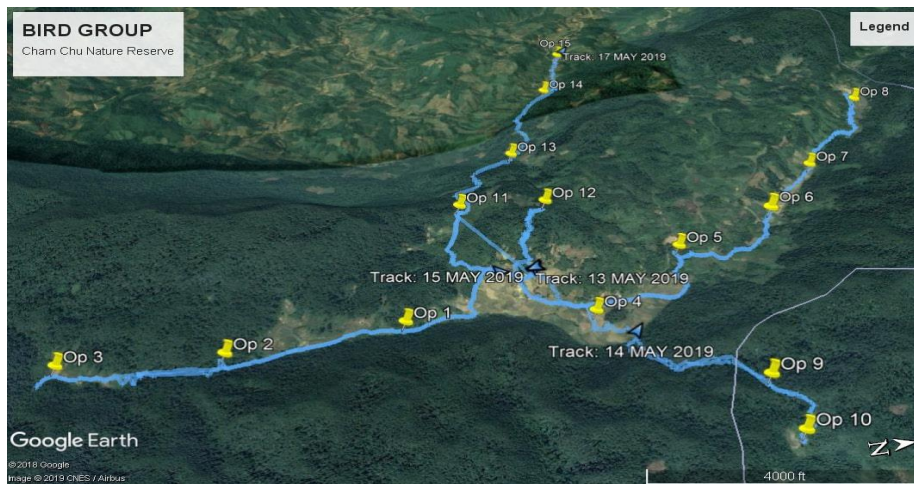 BIRD GROUP
Cham Chu Nature Reserve
Legend
Op 15
Track: 17 MAY 2019
Op 14
Op 8
Op 13
Op 7
Op 11
Op 12
Op 6
Op 5
Track: 15 MAY 2019
Track: 13 MAY 2019
Op 4
Op 1
Op 2
Track: 14 MAY 2019
Op 3
Op 9
Op 10
Google Earth
N
© 2018 Google
Image © 2019 CNES / Airbus
4000 ft